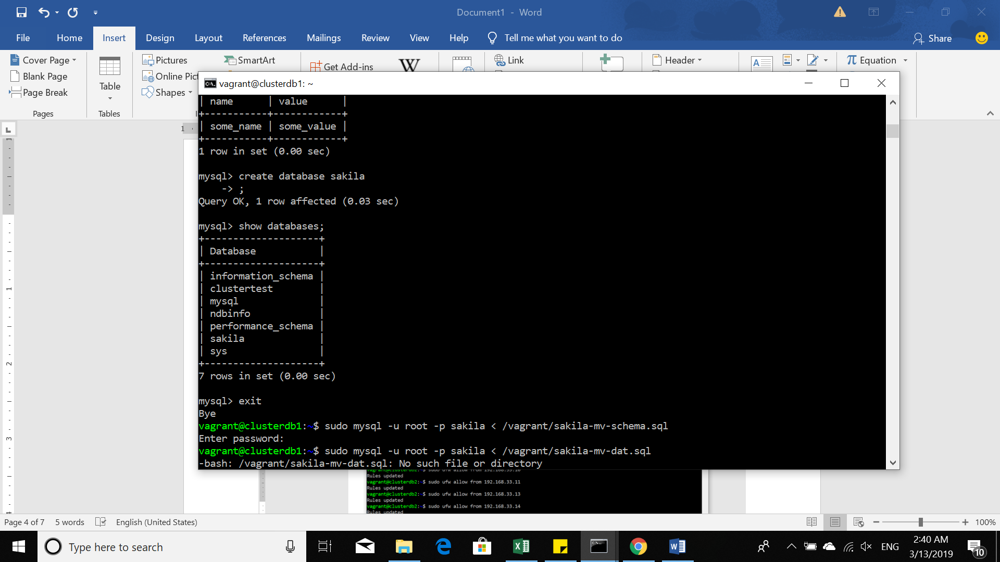 Document1 - Word
File Home Insert Design Layout References Mailings Review View Help Tell me what you want to do Share
Cover Page
Blank Page
Page Break
Pages
Table
Tables
Pictures
Online Pict
Shapes
SmartArt
Get Add-ins
W
Link
Header
A
π Equation
L
1
vagrant@clusterdb1: ~
| name      | value      |
+-----------+------------+
| some_name | some_value |
+-----------+------------+
1 row in set (0.00 sec)
mysql> create database sakila
    -> ;
Query OK, 1 row affected (0.03 sec)
mysql> show databases;
+--------------------+
| Database           |
+--------------------+
| information_schema |
| clustertest        |
| mysql              |
| ndbinfo            |
| performance_schema |
| sakila             |
| sys                |
+--------------------+
7 rows in set (0.00 sec)
mysql> exit
Bye
vagrant@clusterdb1:~$ sudo mysql -u root -p sakila < /vagrant/sakila-mv-schema.sql
Enter password:
vagrant@clusterdb1:~$ sudo mysql -u root -p sakila < /vagrant/sakila-mv-dat.sql
-bash: /vagrant/sakila-mv-dat.sql: No such file or directory
Rules updated
vagrant@clusterdb2:~$ sudo ufw allow from 192.168.33.11
Rules updated
vagrant@clusterdb2:~$ sudo ufw allow from 192.168.33.13
Rules updated
vagrant@clusterdb2:~$ sudo ufw allow from 192.168.33.14
Rules updated
1
1
2
3
Page 4 of 7 5 words English (United States) 100%
Type here to search
ENG
2:40 AM
3/13/2019
10